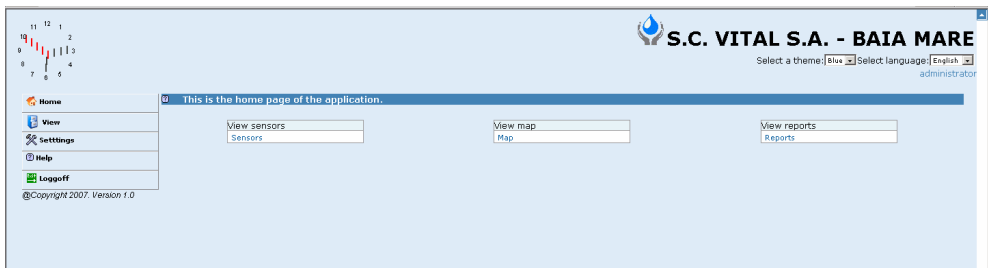 11 12 1
10 2
9 3
8 4
7 6 5
S.C. VITAL S.A. - BAIA MARE
Select a theme: Blue Select language: English
administrator
Home
This is the home page of the application.
View
Setttings
Help
Loggoff
@Copyright 2007. Version 1.0
View sensors
Sensors
View map
Map
View reports
Reports